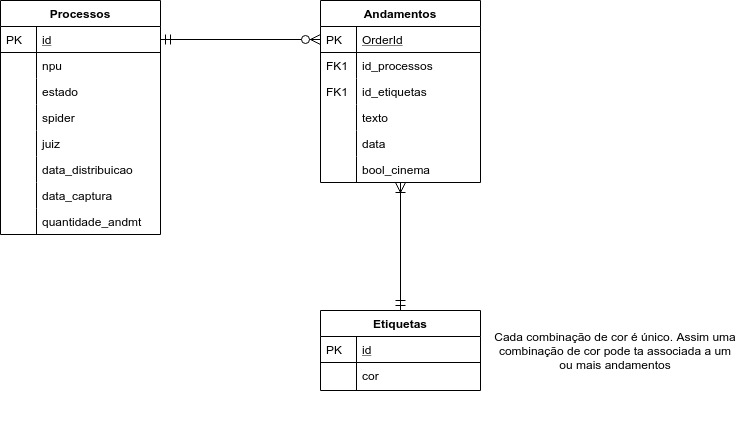 Processos
PK id
npu
estado
spider
juiz
data_distribuicao
data_captura
quantidade_andmt
Andamentos
PK OrderId
FK1 id_processos
FK1 id_etiquetas
texto
data
bool_cinema
Etiquetas
PK id
cor
Cada combinação de cor é único. Assim uma
combinação de cor pode ta associada a um
ou mais andamentos